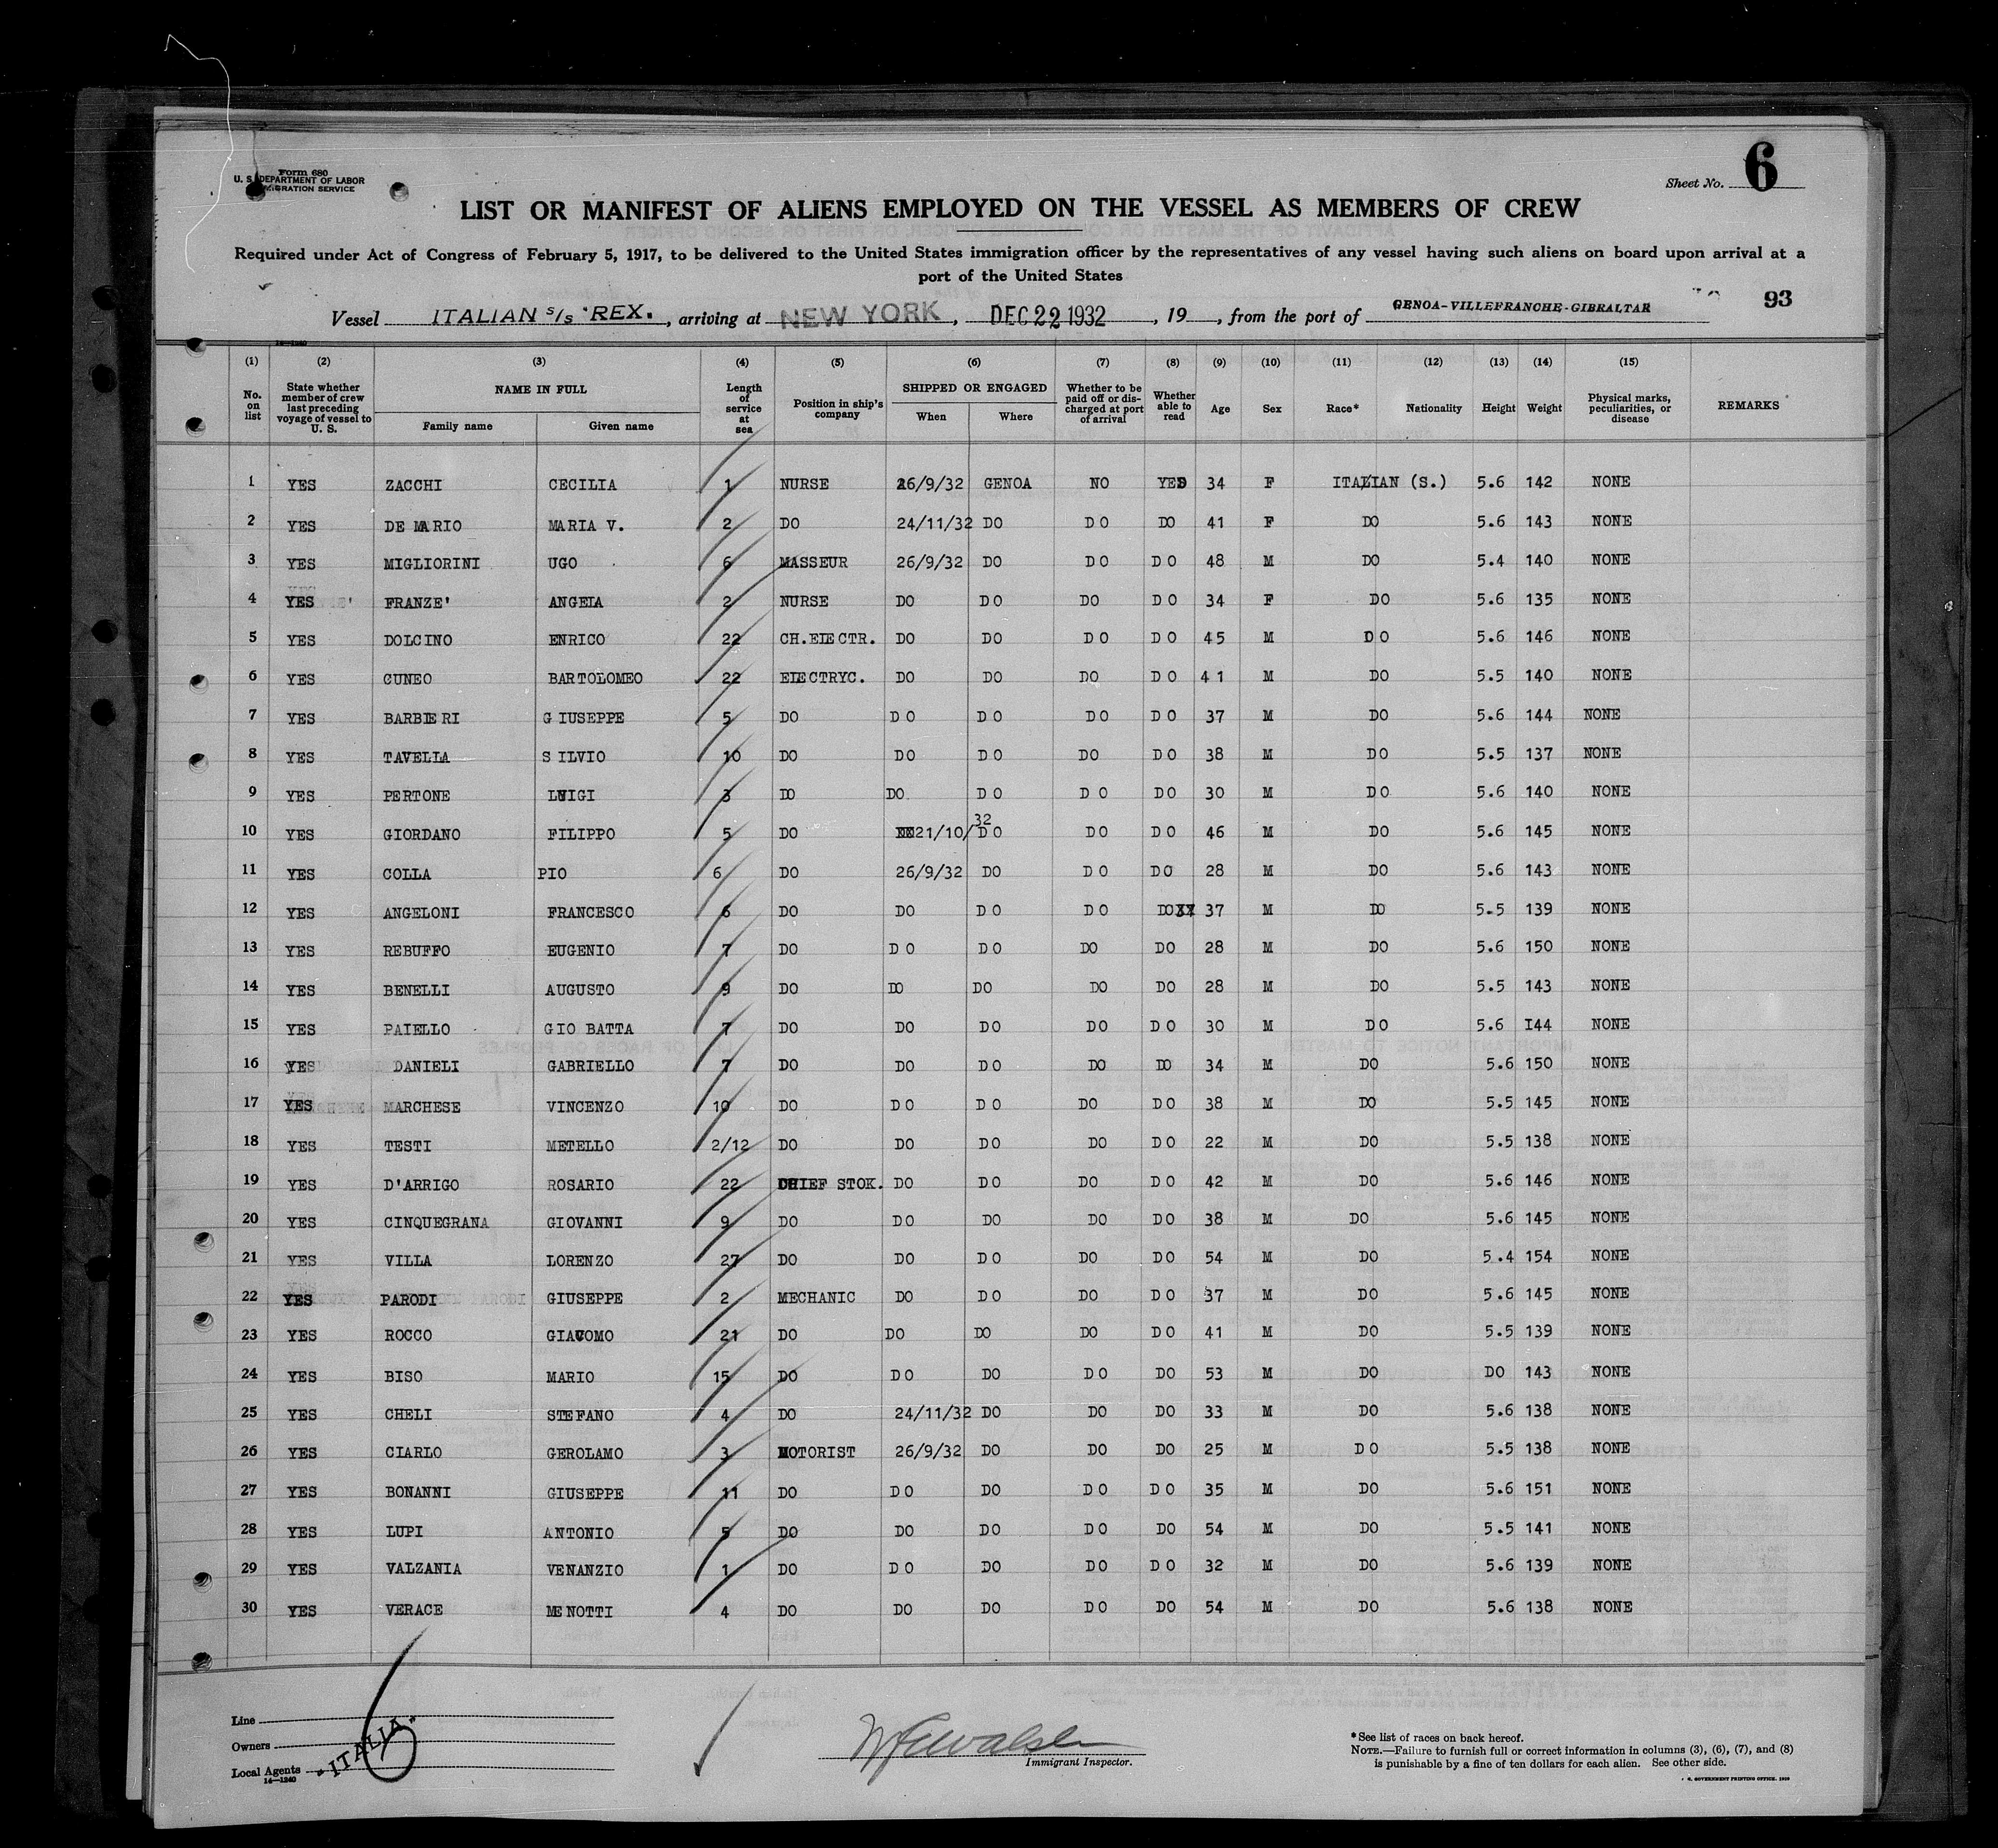 Form 680
U. S. DEPARTMENT OF LABOR
IMMIGRATION SERVICE
Sheet No. 6
LIST OR MANIFEST OF ALIENS EMPLOYED ON THE VESSEL AS MEMBERS OF CREW
Required under Act of Congress of February 5, 1917, to be delivered to the United States immigration officer by the representatives of any vessel having such aliens on board upon arrival at a
port of the United States
93
Vessel ITALIAN S/S "REX., arriving at NEW YORK, DEC 22 1932, 19 , from the port of GENOA-VILLEFRANCHE-GIBRALTAR
14—1240
(1) (2) (3) (4) (5) (6) (7) (8) (9) (10) (11) (12) (13) (14) (15)
No. on list | State whether member of crew last preceding voyage of vessel to U. S. | NAME IN FULL | Family name | Given name | Length of service at sea | Position in ship's company | SHIPPED OR ENGAGED | When | Where | Whether to be paid off or discharged at port of arrival | Whether able to read | Age | Sex | Race* | Nationality | Height | Weight | Physical marks, peculiarities, or disease | REMARKS
1 YES ZACCHI CECILIA 1 NURSE 26/9/32 GENOA NO YES 34 F ITALIAN (S.) 5.6 142 NONE
2 YES DE MARIO MARIA V. 2 DO 24/11/32 DO DO DO 41 F DO 5.6 143 NONE
3 YES MIGLIORINI UGO 6 MASSEUR 26/9/32 DO DO DO 48 M DO 5.4 140 NONE
4 YES FRANZE' ANGELA 2 NURSE DO DO DO DO 34 F DO 5.6 135 NONE
5 YES DOLCINO ENRICO 22 CH.ELECTR. DO DO DO DO 45 M DO 5.6 146 NONE
6 YES CUNEO BARTOLOMEO 22 ELECTRYC. DO DO DO DO 41 M DO 5.5 140 NONE
7 YES BARBIERI GIUSEPPE 5 DO DO DO DO DO 37 M DO 5.6 144 NONE
8 YES TAVELLA SILVIO 10 DO DO DO DO DO 38 M DO 5.5 137 NONE
9 YES PERTONE LUIGI 3 DO DO DO DO DO 30 M DO 5.6 140 NONE
10 YES GIORDANO FILIPPO 5 DO 21/10/32 DO DO DO 46 M DO 5.6 145 NONE
11 YES COLLA PIO 6 DO 26/9/32 DO DO DO 28 M DO 5.6 143 NONE
12 YES ANGELONI FRANCESCO 6 DO DO DO DO DO 37 M DO 5.5 139 NONE
13 YES REBUFFO EUGENIO 7 DO DO DO DO DO 28 M DO 5.6 150 NONE
14 YES BENELLI AUGUSTO 9 DO DO DO DO DO 28 M DO 5.5 143 NONE
15 YES PAIELLO GIO BATTA 7 DO DO DO DO DO 30 M DO 5.6 I44 NONE
16 YES DANIELI GABRIELLO 7 DO DO DO DO DO 34 M DO 5.6 150 NONE
17 YES MARCHESE VINCENZO 10 DO DO DO DO DO 38 M DO 5.5 145 NONE
18 YES TESTI METELLO 2/12 DO DO DO DO DO 22 M DO 5.5 138 NONE
19 YES D'ARRIGO ROSARIO 22 CHIEF STOK. DO DO DO DO 42 M DO 5.6 146 NONE
20 YES CINQUEGRANA GIOVANNI 9 DO DO DO DO DO 38 M DO 5.6 145 NONE
21 YES VILLA LORENZO 27 DO DO DO DO DO 54 M DO 5.4 154 NONE
22 YES PARODI GIUSEPPE 2 MECHANIC DO DO DO DO 37 M DO 5.6 145 NONE
23 YES ROCCO GIACOMO 21 DO DO DO DO DO 41 M DO 5.5 139 NONE
24 YES BISO MARIO 15 DO DO DO DO DO 53 M DO DO 143 NONE
25 YES CHELI STEFANO 4 DO 24/11/32 DO DO DO 33 M DO 5.6 138 NONE
26 YES CIARLO GEROLAMO 3 MOTORIST 26/9/32 DO DO DO 25 M DO 5.5 138 NONE
27 YES BONANNI GIUSEPPE 11 DO DO DO DO DO 35 M DO 5.6 151 NONE
28 YES LUPI ANTONIO 5 DO DO DO DO DO 54 M DO 5.5 141 NONE
29 YES VALZANIA VENANZIO 1 DO DO DO DO DO 32 M DO 5.6 139 NONE
30 YES VERACE MENOTTI 4 DO DO DO DO DO 54 M DO 5.6 138 NONE
Line
Owners
Local Agents "ITALIA"
14—1240
Immigrant Inspector.
* See list of races on back hereof.
NOTE.—Failure to furnish full or correct information in columns (3), (6), (7), and (8)
is punishable by a fine of ten dollars for each alien. See other side.
GOVERNMENT PRINTING OFFICE